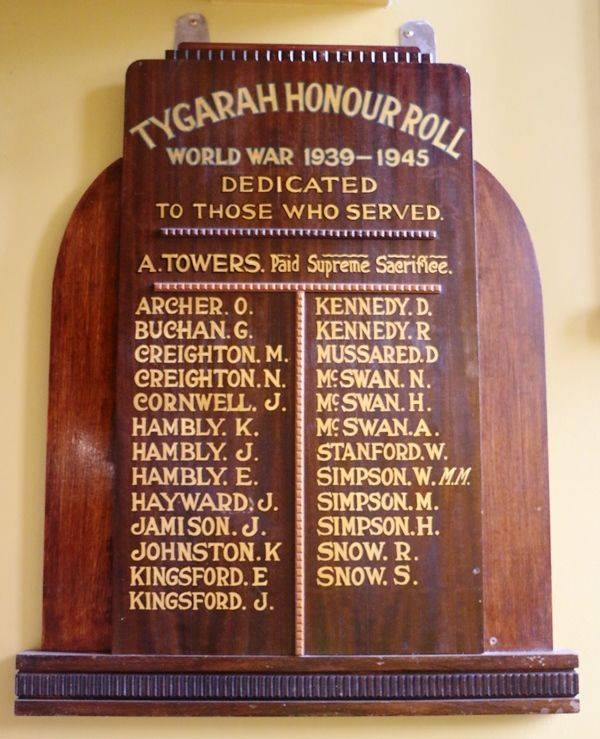 TYGARAH HONOUR ROLL
WORLD WAR 1939–1945
DEDICATED
TO THOSE WHO SERVED.
A. TOWERS. Paid Supreme Sacrifice.
ARCHER. O.
BUCHAN. G.
CREIGHTON. M.
CREIGHTON. N.
CORNWELL. J.
HAMBLY. K.
HAMBLY. J.
HAMBLY. E.
HAYWARD. J.
JAMISON. J.
JOHNSTON. K
KINGSFORD. E
KINGSFORD. J.
KENNEDY. D.
KENNEDY. R
MUSSARED. D
McSWAN. N.
McSWAN. H.
McSWAN. A.
STANFORD. W.
SIMPSON. W. M.M.
SIMPSON. M.
SIMPSON. H.
SNOW. R.
SNOW. S.